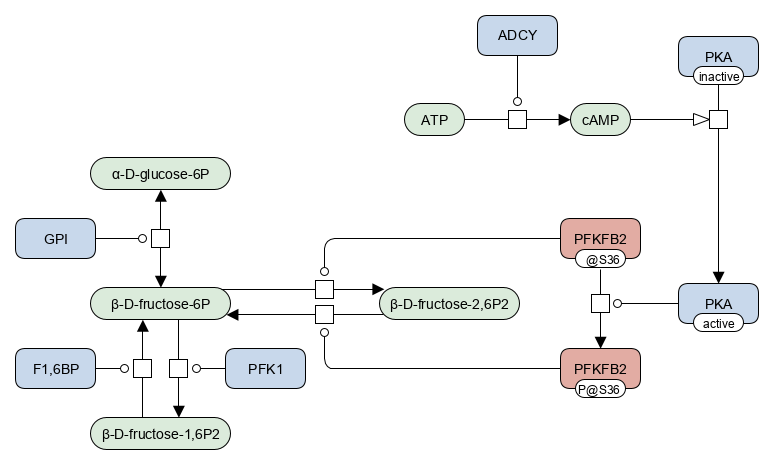 ADCY
PKA
inactive
ATP
cAMP
α-D-glucose-6P
GPI
PFKFB2
@S36
β-D-fructose-6P
β-D-fructose-2,6P2
PKA
active
F1,6BP
PFK1
PFKFB2
P@S36
β-D-fructose-1,6P2